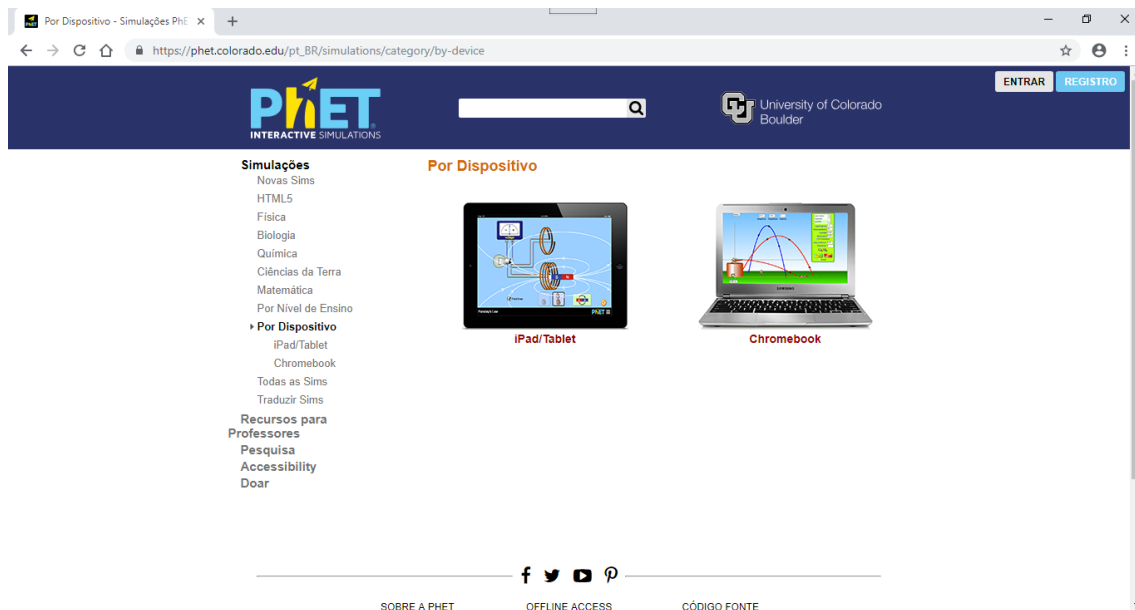 Por Dispositivo - Simulações PhE
https://phet.colorado.edu/pt_BR/simulations/category/by-device
ENTRAR REGISTRO
PhET
INTERACTIVE SIMULATIONS
University of Colorado
Boulder
Simulações
Novas Sims
HTML5
Física
Biologia
Química
Ciências da Terra
Matemática
Por Nível de Ensino
Por Dispositivo
iPad/Tablet
Chromebook
Todas as Sims
Traduzir Sims
Recursos para
Professores
Pesquisa
Accessibility
Doar
Por Dispositivo
iPad/Tablet
Chromebook
SOBRE A PHET OFFLINE ACCESS CÓDIGO FONTE